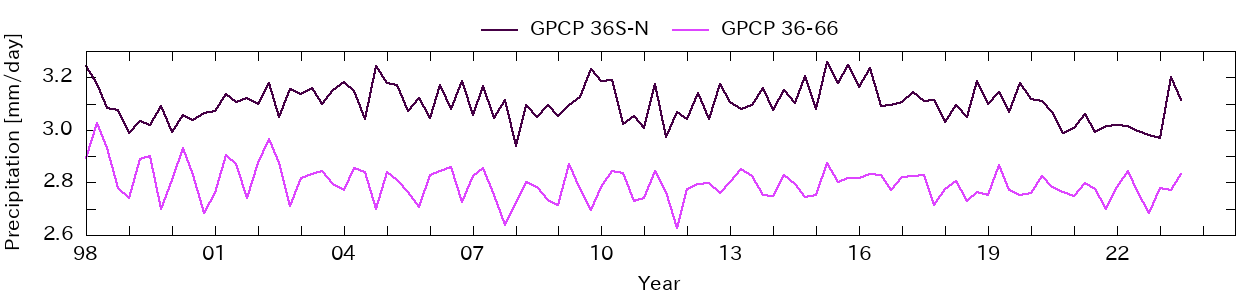 GPCP 36S-N GPCP 36-66
Precipitation [mm/day]
3.2
3.0
2.8
2.6
98 01 04 07 10 13 16 19 22
Year